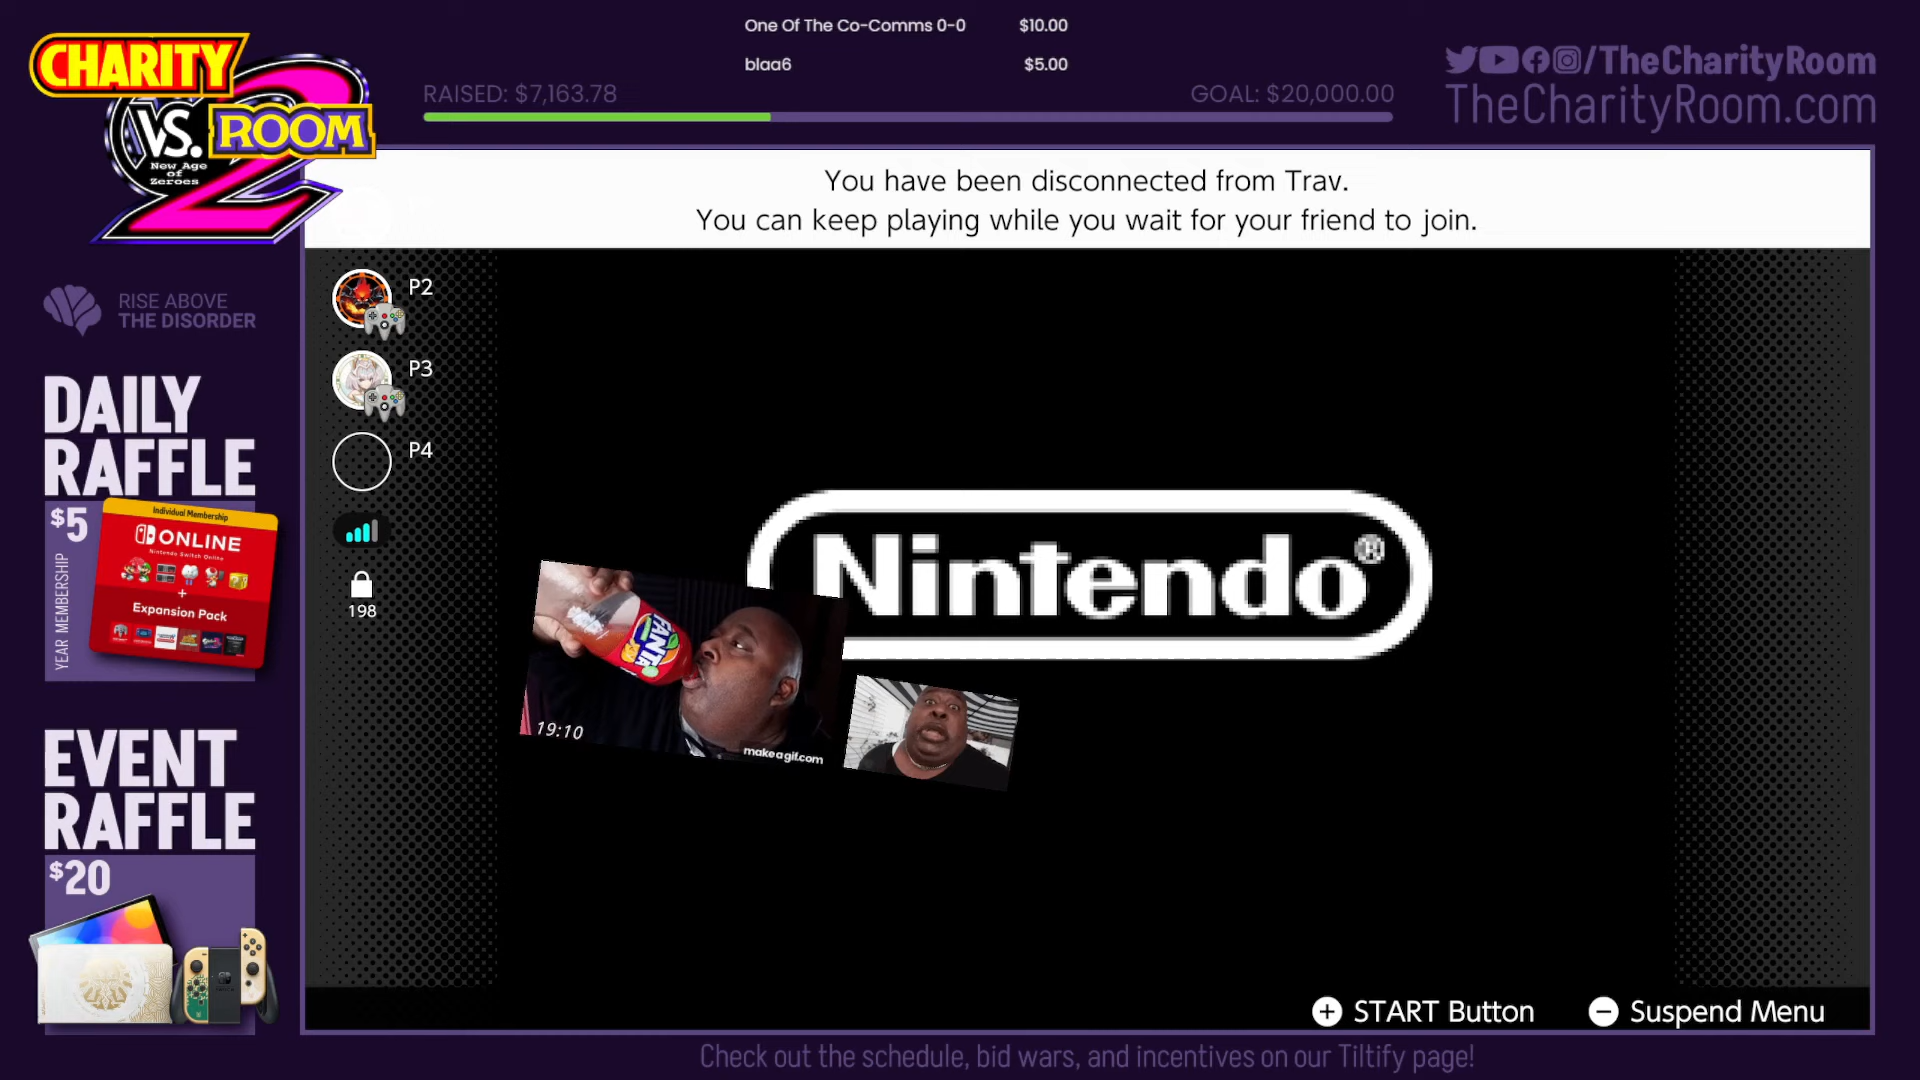 CHARITY
VS. ROOM
2
New Age
of
Zeroes
One Of The Co-Comms 0-0 $10.00
blaa6 $5.00
RAISED: $7,163.78
GOAL: $20,000.00
/TheCharityRoom
TheCharityRoom.com
You have been disconnected from Trav.
You can keep playing while you wait for your friend to join.
P2
P3
P4
198
RISE ABOVE
THE DISORDER
DAILY
RAFFLE
$5
YEAR MEMBERSHIP
Individual Membership
ONLINE
Nintendo Switch Online
+
Expansion Pack
EVENT
RAFFLE
$20
Nintendo®
FANTA
19:10
makeagif.com
+ START Button
- Suspend Menu
Check out the schedule, bid wars, and incentives on our Tiltify page!